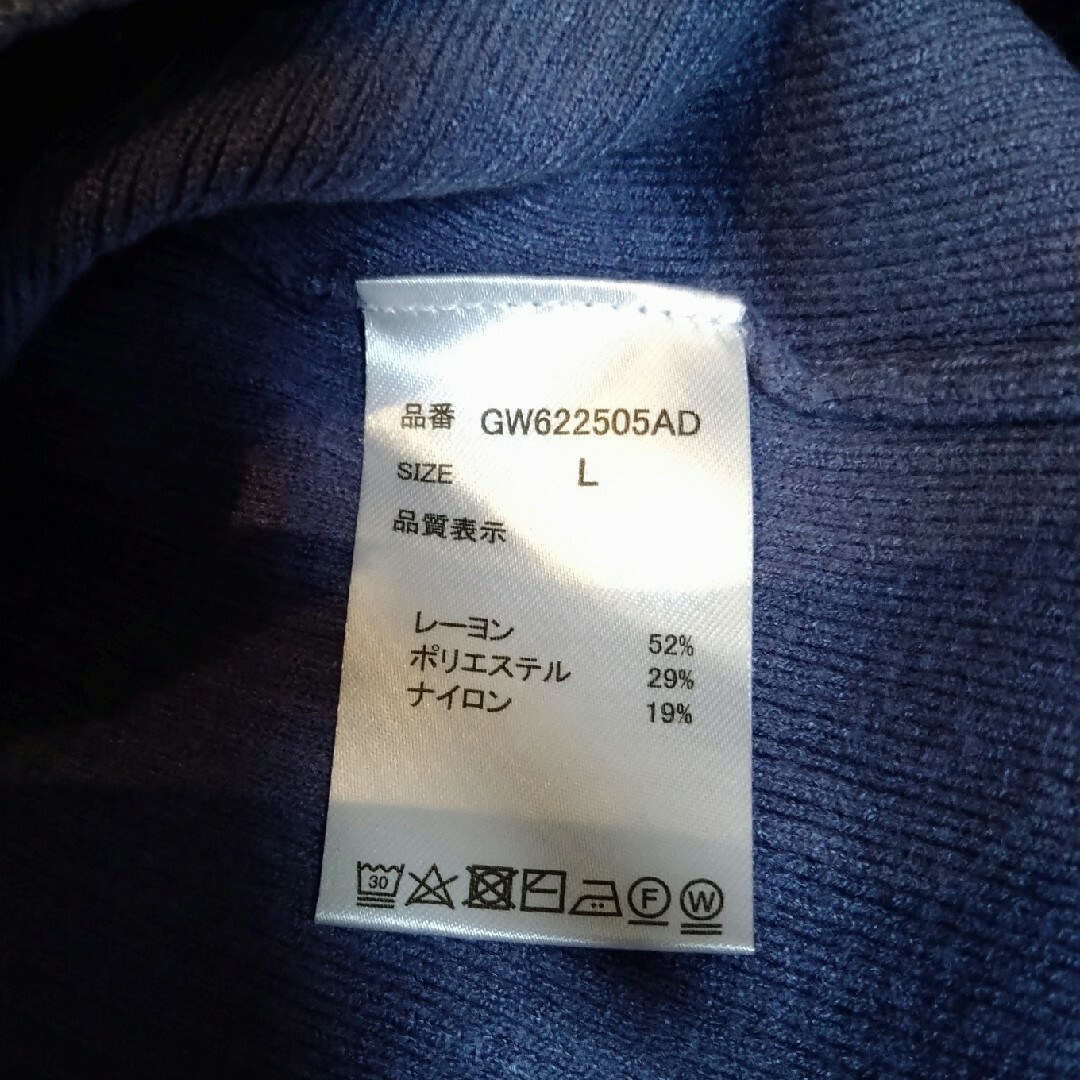 品番 GW622505AD
SIZE L
品質表示
レーヨン 52%
ポリエステル 29%
ナイロン 19%
30 F W